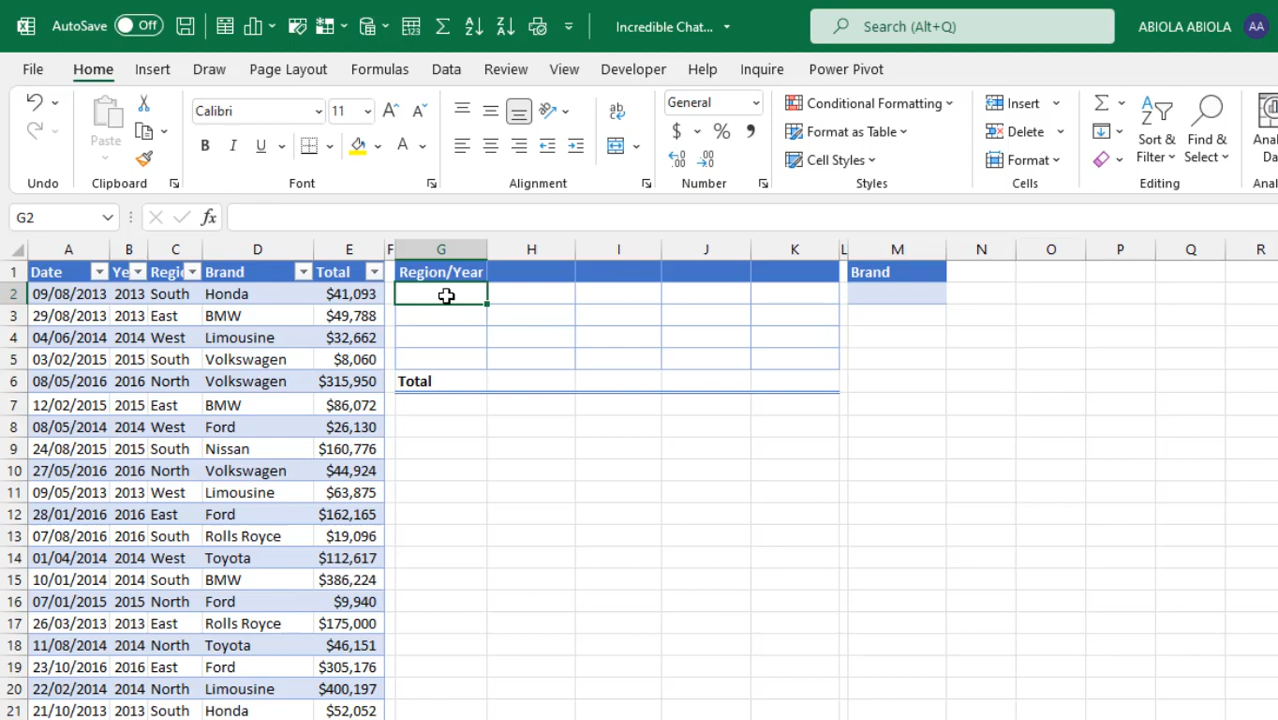 AutoSave Off Incredible Chat... Search (Alt+Q) ABIOLA ABIOLA AA
File Home Insert Draw Page Layout Formulas Data Review View Developer Help Inquire Power Pivot
Paste Calibri 11 General Conditional Formatting Insert Sort & Find & Anal
B I U $ % Format as Table Delete Filter Select Da
Cell Styles Format
Undo Clipboard Font Alignment Number Styles Cells Editing Anal
G2 fx
A B C D E F G H I J K L M N O P Q R
1 Date Ye Regi Brand Total Region/Year Brand
2 09/08/2013 2013 South Honda $41,093
3 29/08/2013 2013 East BMW $49,788
4 04/06/2014 2014 West Limousine $32,662
5 03/02/2015 2015 South Volkswagen $8,060
6 08/05/2016 2016 North Volkswagen $315,950 Total
7 12/02/2015 2015 East BMW $86,072
8 08/05/2014 2014 West Ford $26,130
9 24/08/2015 2015 South Nissan $160,776
10 27/05/2016 2016 North Volkswagen $44,924
11 09/05/2013 2013 West Limousine $63,875
12 28/01/2016 2016 East Ford $162,165
13 07/08/2016 2016 South Rolls Royce $19,096
14 01/04/2014 2014 West Toyota $112,617
15 10/01/2014 2014 South BMW $386,224
16 07/01/2015 2015 North Ford $9,940
17 26/03/2013 2013 East Rolls Royce $175,000
18 11/08/2014 2014 North Toyota $46,151
19 23/10/2016 2016 East Ford $305,176
20 22/02/2014 2014 North Limousine $400,197
21 21/10/2013 2013 South Honda $52,052